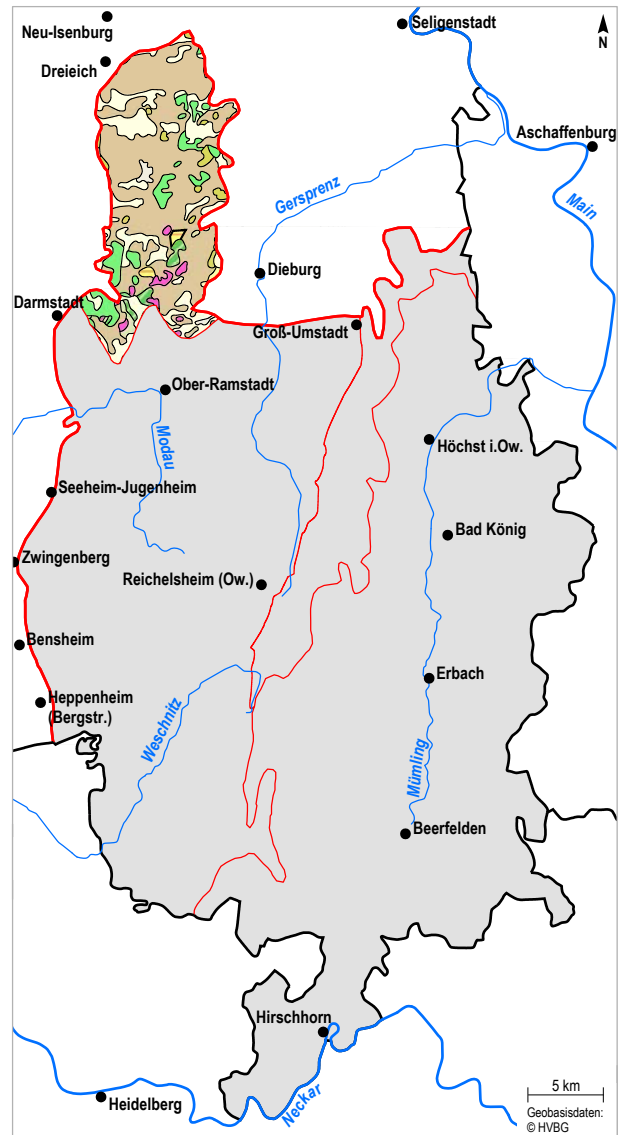 Neu-Isenburg
Seligenstadt
N
Dreieich
Aschaffenburg
Gersprenz
Main
Dieburg
Darmstadt
Groß-Umstadt
Ober-Ramstadt
Modau
Höchst i.Ow.
Seeheim-Jugenheim
Bad König
Zwingenberg
Reichelsheim (Ow.)
Bensheim
Erbach
Heppenheim
(Bergstr.)
Weschnitz
Mümling
Beerfelden
Hirschhorn
Neckar
Heidelberg
5 km
Geobasisdaten:
© HVBG